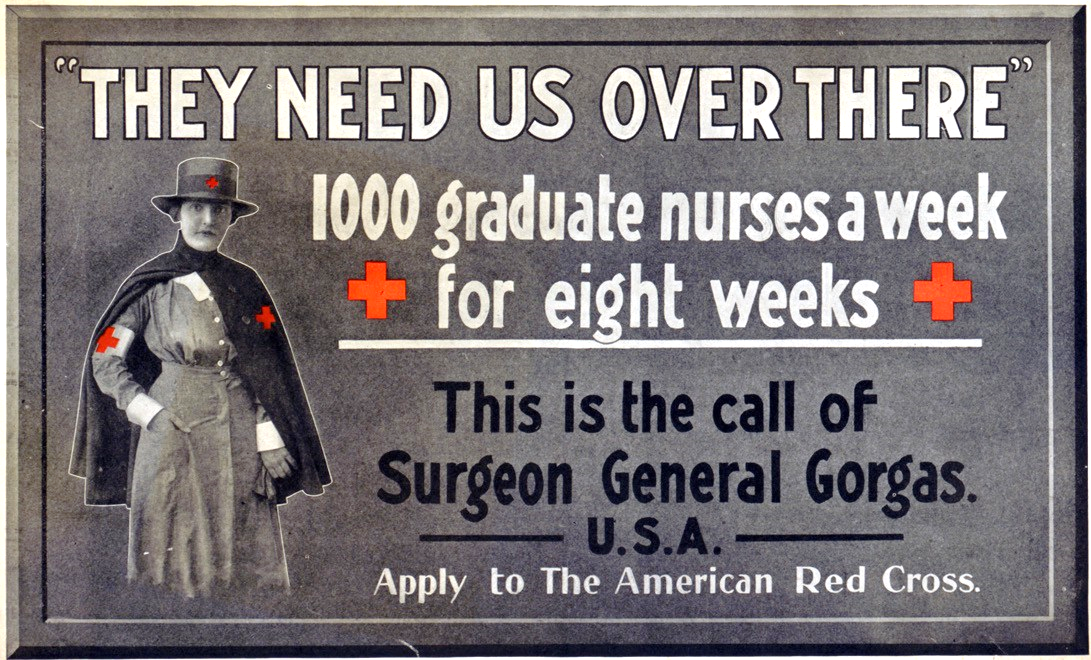 "THEY NEED US OVER THERE"
1000 graduate nurses a week
for eight weeks
This is the call of
Surgeon General Gorgas.
U.S.A.
Apply to The American Red Cross.